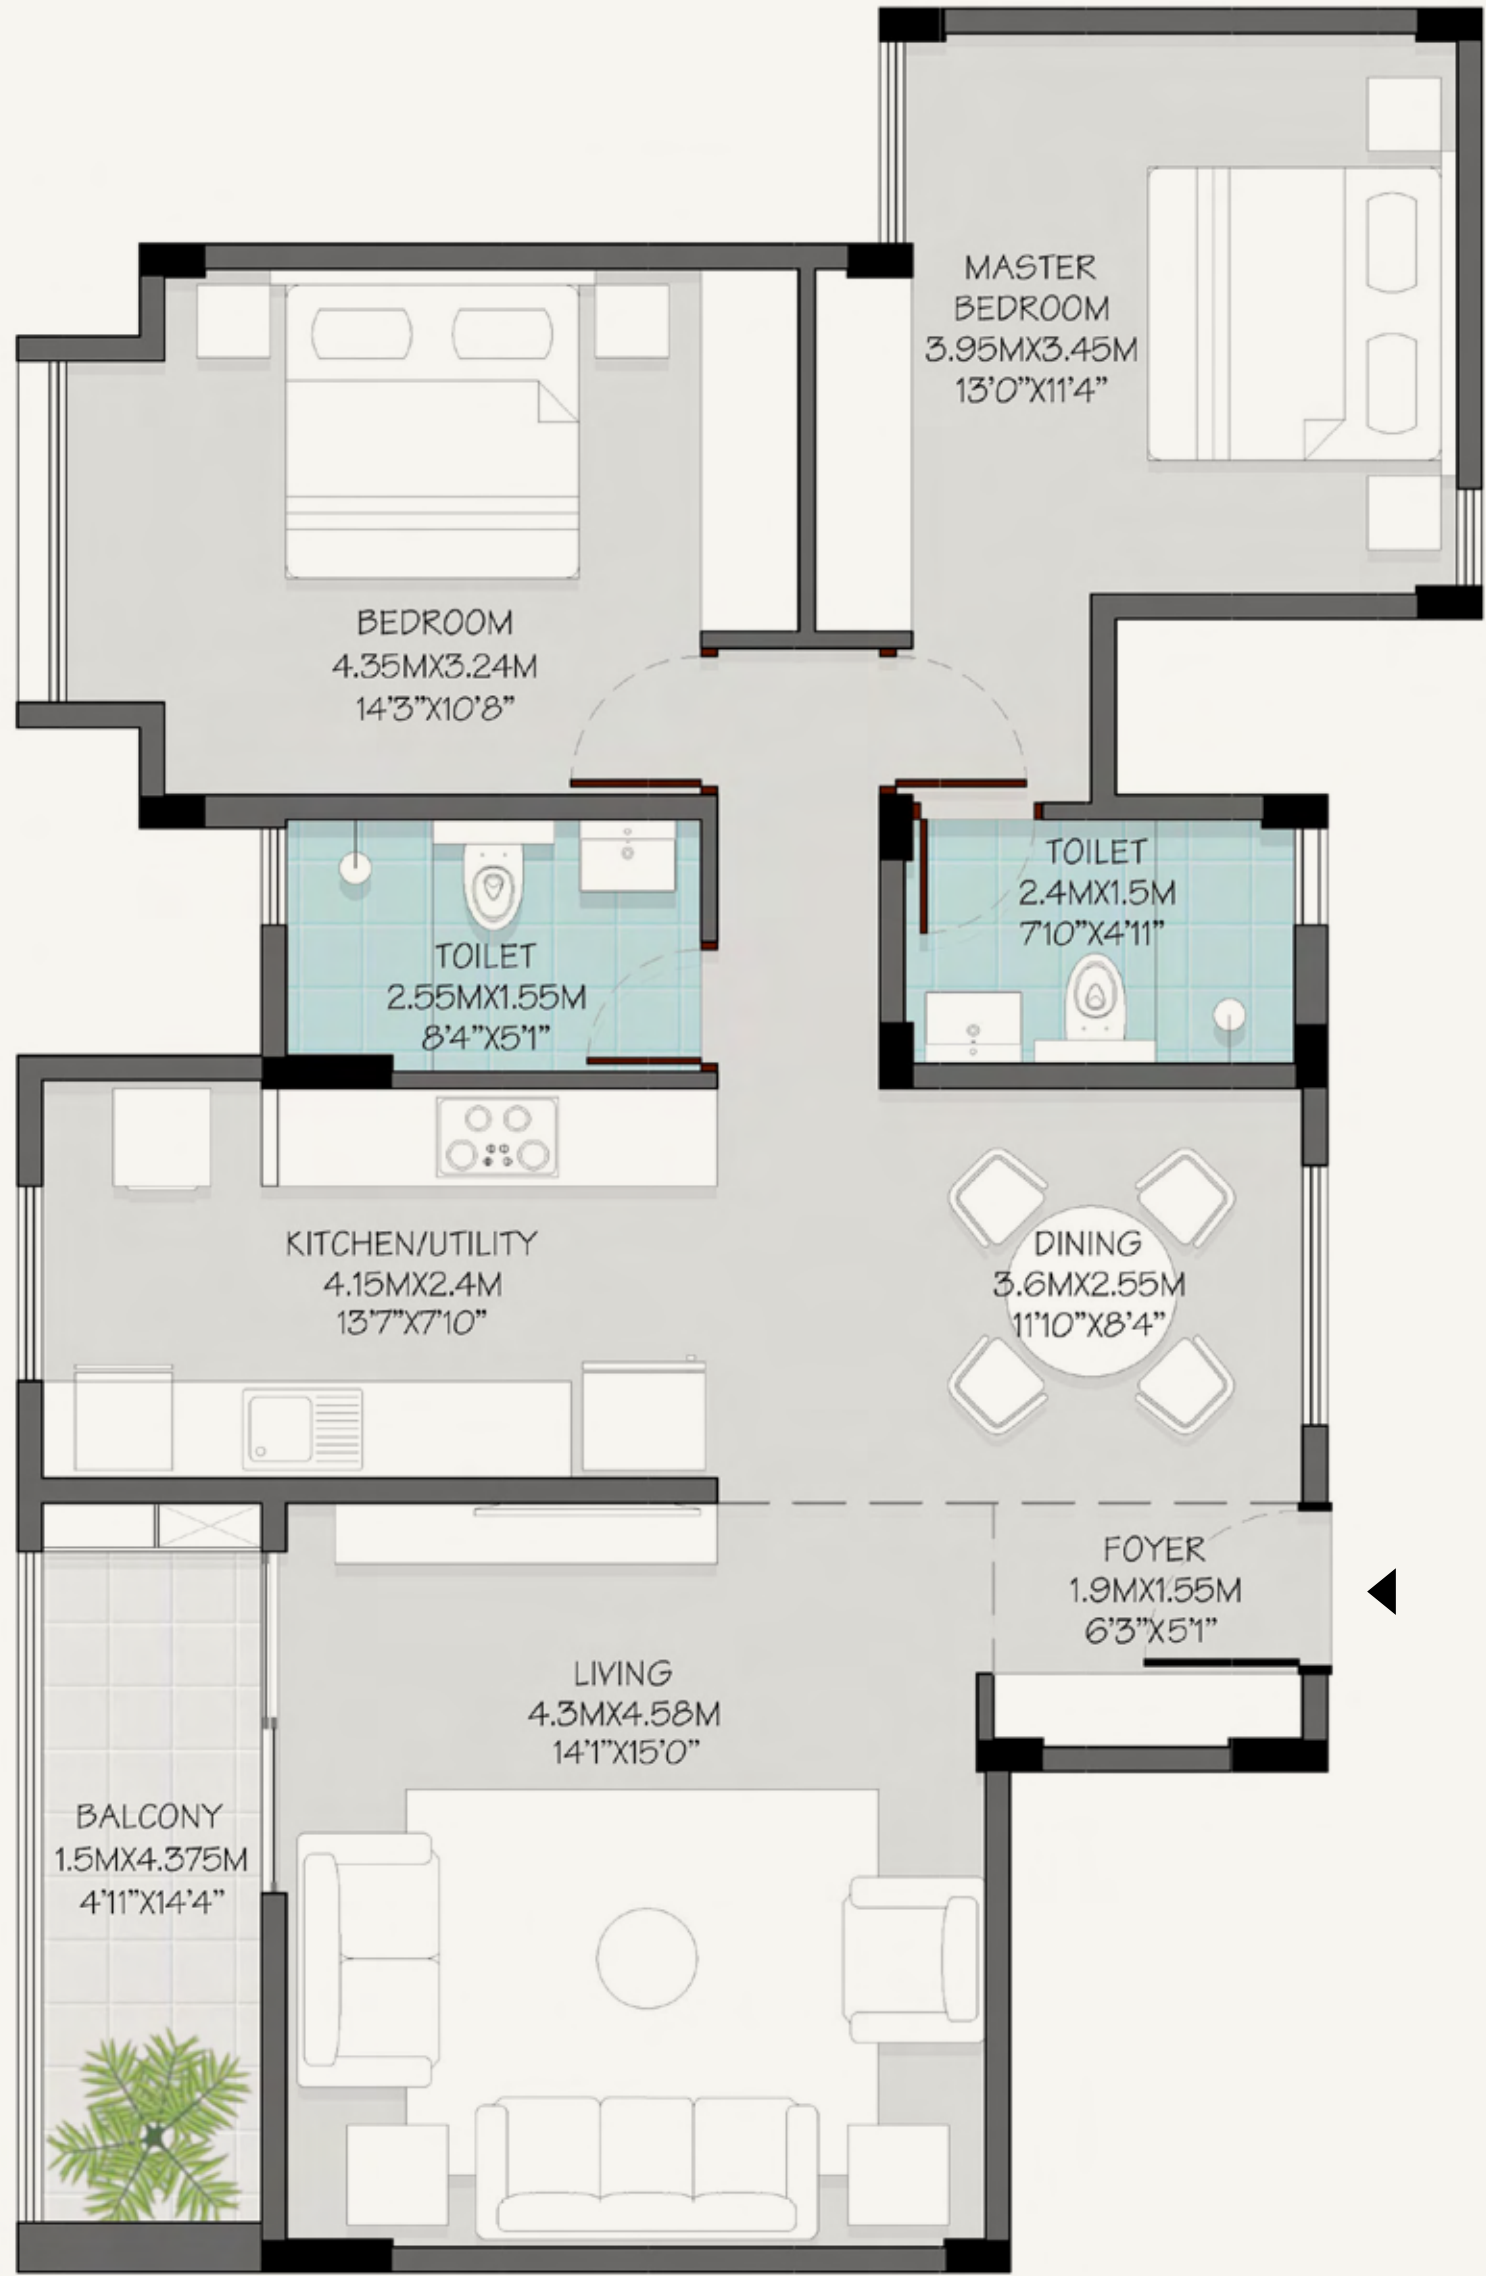 MASTER
BEDROOM
3.95MX3.45M
13'0"X11'4"
BEDROOM
4.35MX3.24M
14'3"X10'8"
TOILET
2.4MX1.5M
7'10"X4'11"
TOILET
2.55MX1.55M
8'4"X5'1"
KITCHEN/UTILITY
4.15MX2.4M
13'7"X7'10"
DINING
3.6MX2.55M
11'10"X8'4"
FOYER
1.9MX1.55M
6'3"X5'1"
LIVING
4.3MX4.58M
14'1"X15'0"
BALCONY
1.5MX4.375M
4'11"X14'4"